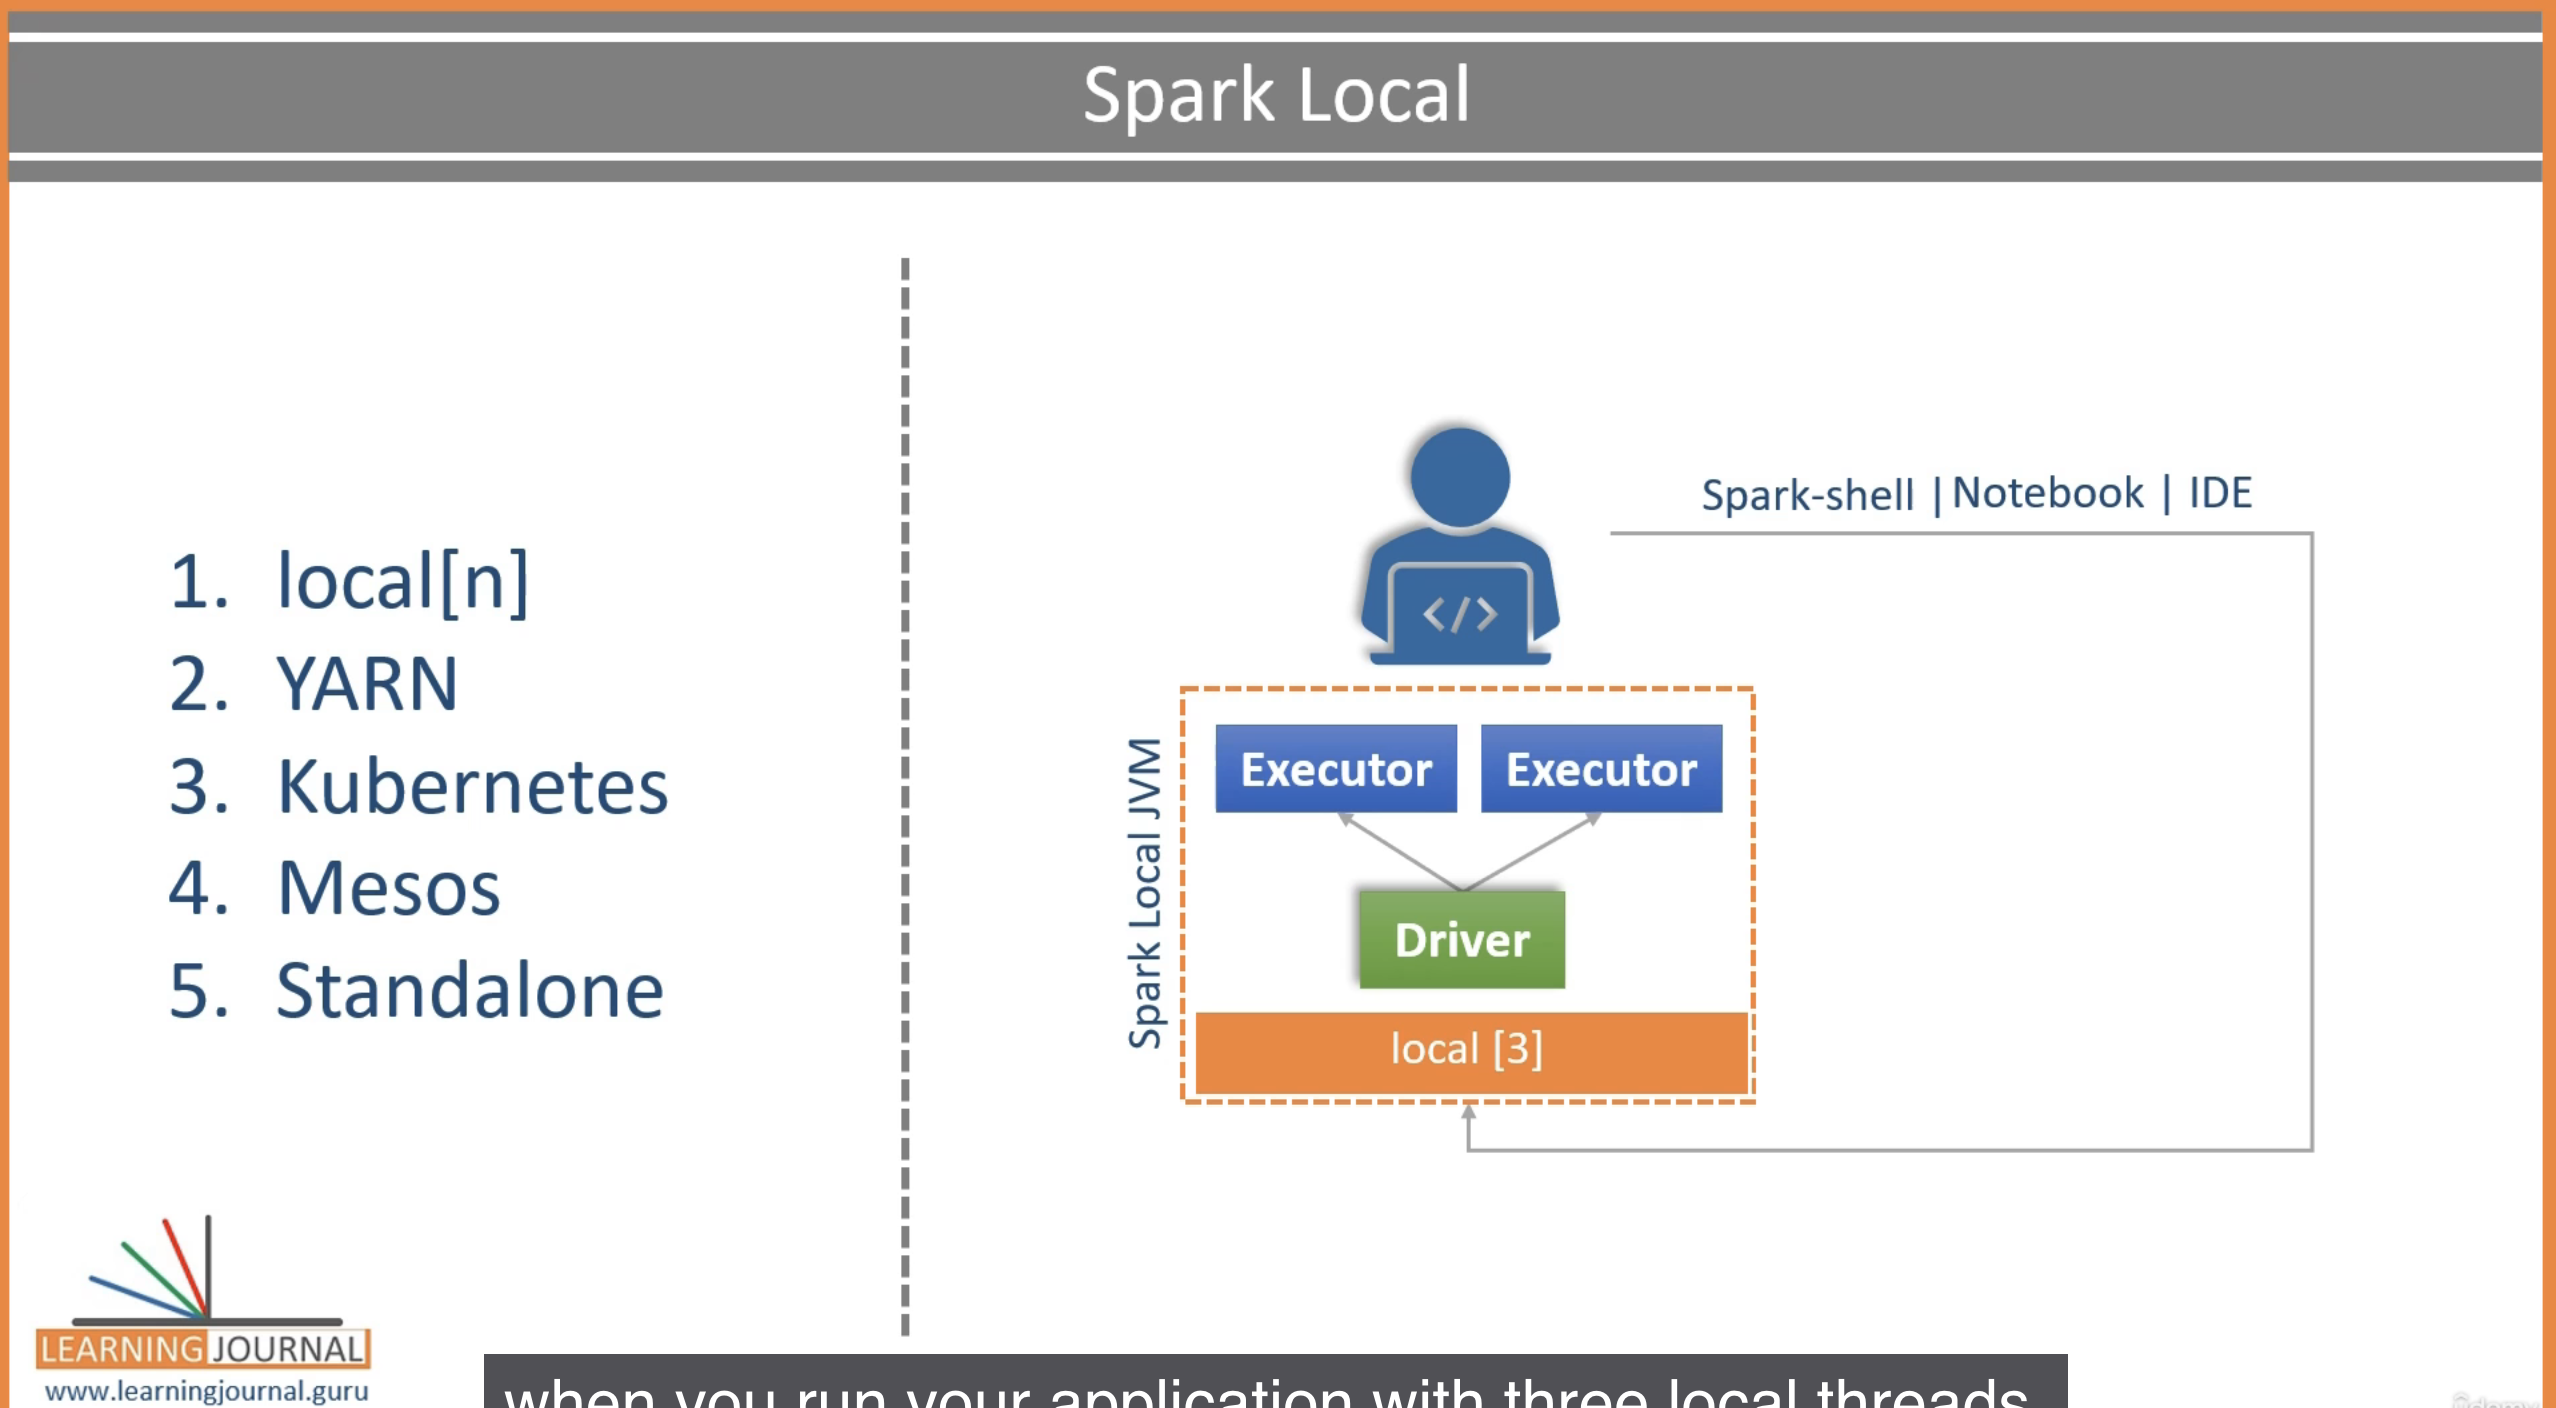 Spark Local
1. local[n]
2. YARN
3. Kubernetes
4. Mesos
5. Standalone
Spark-shell | Notebook | IDE
</>
Spark Local JVM
Executor Executor
Driver
local [3]
LEARNING JOURNAL
www.learningjournal.guru
when you run your application with three local threads
ûdemy